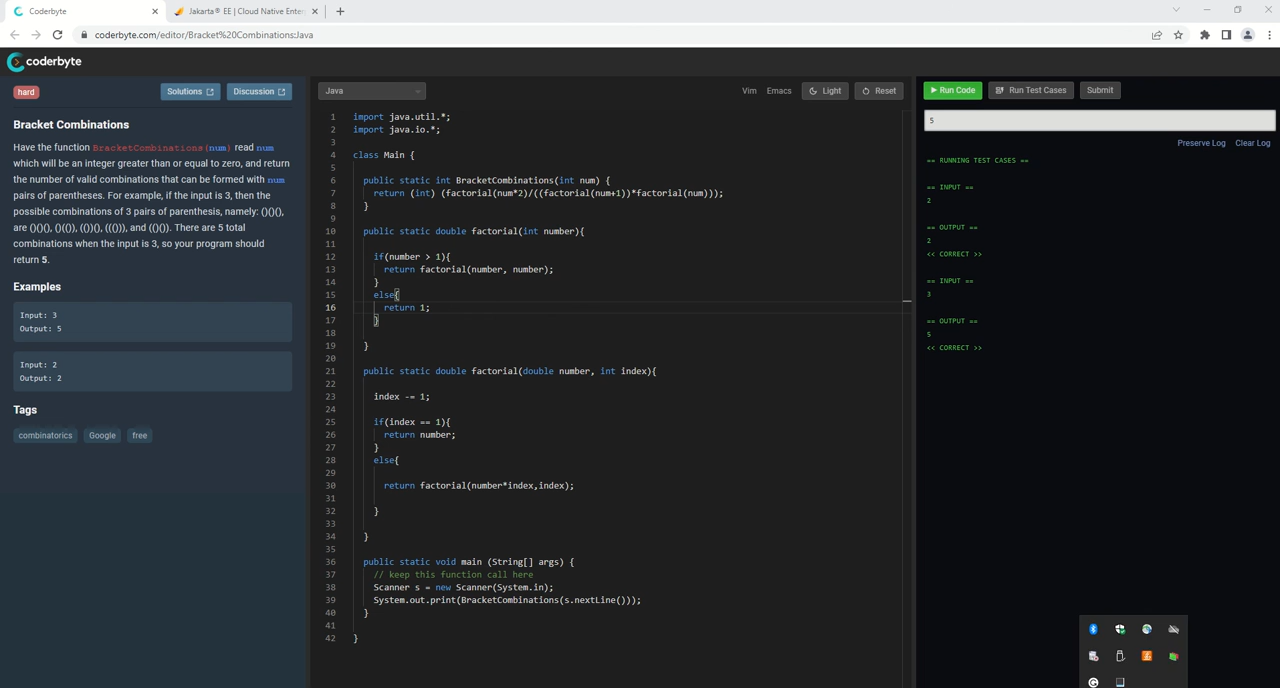 Coderbyte
Jakarta® EE | Cloud Native Enter
coderbyte.com/editor/Bracket%20Combinations:Java
coderbyte
hard
Solutions
Discussion
Bracket Combinations
Have the function BracketCombinations(num) read num
which will be an integer greater than or equal to zero, and return
the number of valid combinations that can be formed with num
pairs of parentheses. For example, if the input is 3, then the
possible combinations of 3 pairs of parenthesis, namely: ()()(),
are ()()(), ()(()), (())(), ((())), and (()()). There are 5 total
combinations when the input is 3, so your program should
return 5.
Examples
Input: 3
Output: 5
Input: 2
Output: 2
Tags
combinatorics
Google
free
Java
Vim
Emacs
Light
Reset
1 import java.util.*;
2 import java.io.*;
3
4 class Main {
5
6 public static int BracketCombinations(int num) {
7 return (int) (factorial(num*2)/((factorial(num+1))*factorial(num)));
8 }
9
10 public static double factorial(int number){
11
12 if(number > 1){
13 return factorial(number, number);
14 }
15 else{
16 return 1;
17 }
18
19 }
20
21 public static double factorial(double number, int index){
22
23 index -= 1;
24
25 if(index == 1){
26 return number;
27 }
28 else{
29
30 return factorial(number*index,index);
31
32 }
33
34 }
35
36 public static void main (String[] args) {
37 // keep this function call here
38 Scanner s = new Scanner(System.in);
39 System.out.print(BracketCombinations(s.nextLine()));
40 }
41
42 }
Run Code
Run Test Cases
Submit
5
Preserve Log
Clear Log
== RUNNING TEST CASES ==
== INPUT ==
2
== OUTPUT ==
2
<< CORRECT >>
== INPUT ==
3
== OUTPUT ==
5
<< CORRECT >>